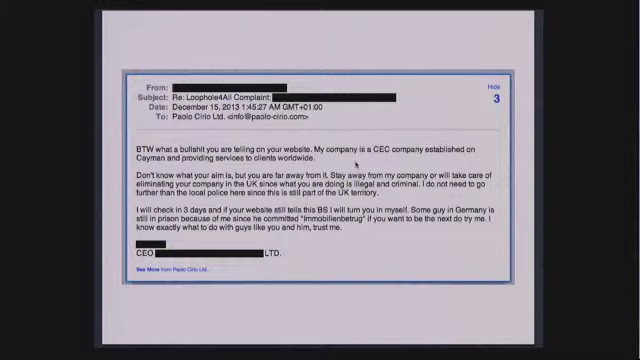 From:
Hide
Subject: Re: Loophole4All Complaint:
3
Date: December 15, 2013 1:45:27 AM GMT+01:00
To: Paolo Cirio Ltd. <info@paolo-cirio.com>
BTW what a bullshit you are telling on your website. My company is a CEC company established on
Cayman and providing services to clients worldwide.
Don't know what your aim is, but you are far away from it. Stay away from my company or will take care of
eliminating your company in the UK since what you are doing is illegal and criminal. I do not need to go
further than the local police here since this is still part of the UK territory.
I will check in 3 days and if your website still tells this BS I will turn you in myself. Some guy in Germany is
still in prison because of me since he committed "Immobilienbetrug" if you want to be the next do try me. I
know exactly what to do with guys like you and him, trust me.
CEO LTD.
See More from Paolo Cirio Ltd.